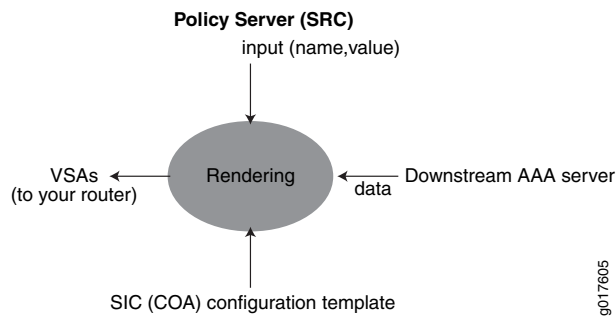 Policy Server (SRC)
input (name,value)
VSAs
(to your router)
Rendering
data
Downstream AAA server
SIC (COA) configuration template
g017605